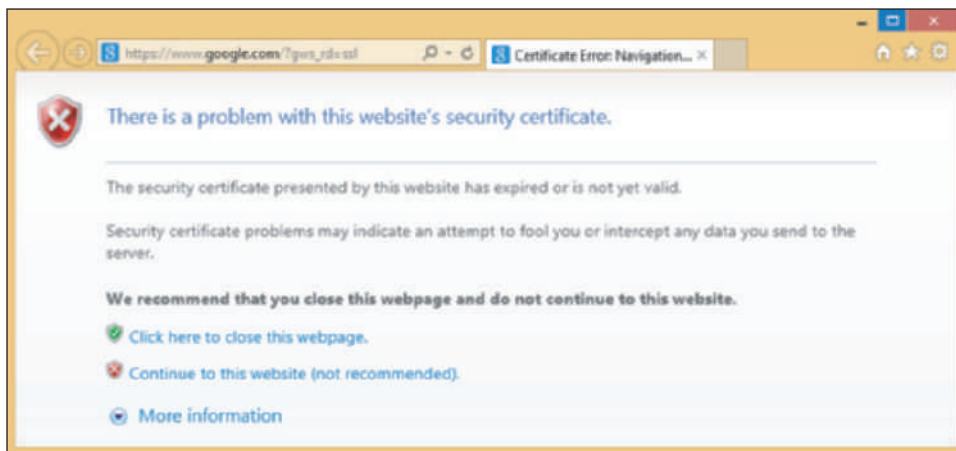 https://www.google.com/?gws_rd=ssl
Certificate Error: Navigation...
There is a problem with this website's security certificate.
The security certificate presented by this website has expired or is not yet valid.
Security certificate problems may indicate an attempt to fool you or intercept any data you send to the
server.
We recommend that you close this webpage and do not continue to this website.
Click here to close this webpage.
Continue to this website (not recommended).
More information